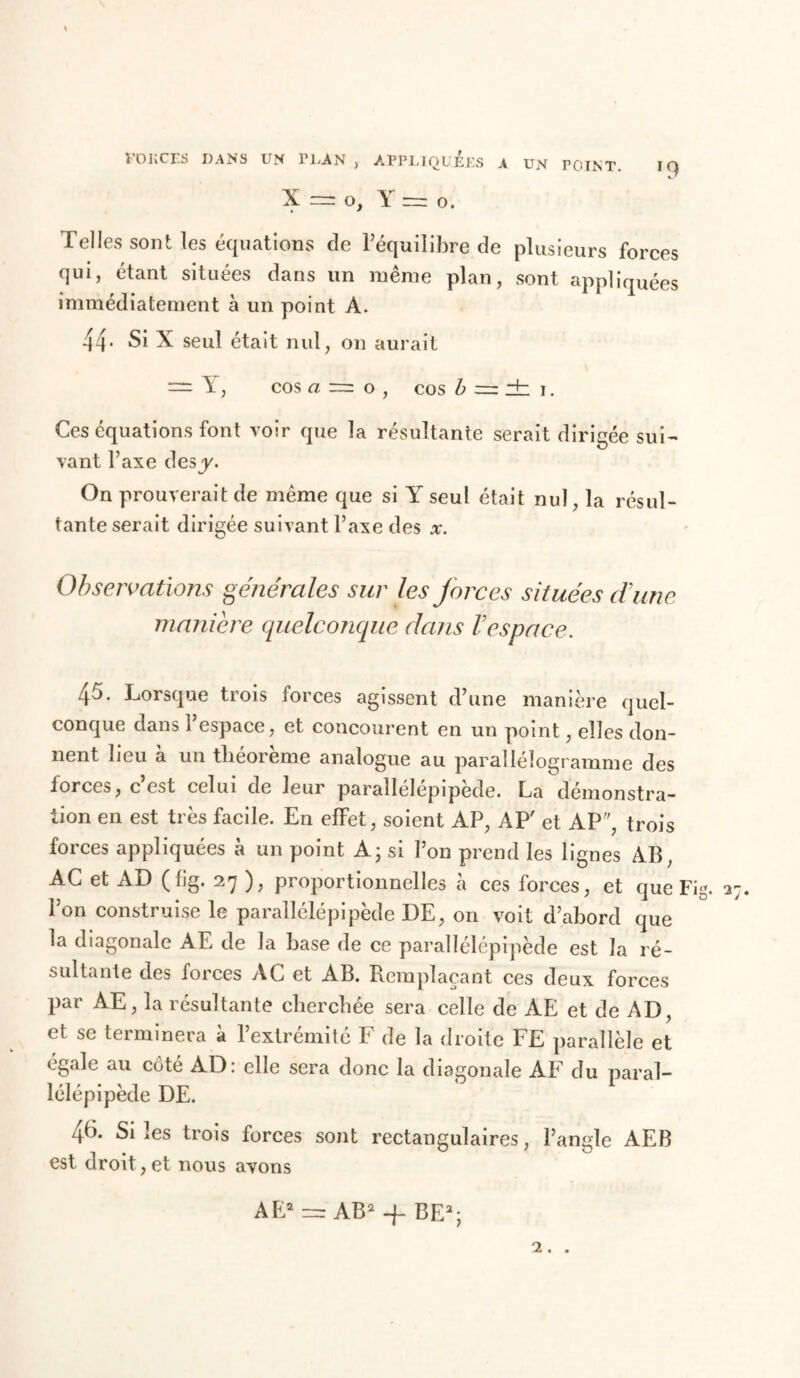 FORCES DANS UN PLAN, APPLIQUÉES A UN POINT. 19
X = 0, Y = 0.
Telles sont les équations de l'équilibre de plusieurs forces
qui, étant situées dans un même plan, sont appliquées
immédiatement à un point A.
44. Si X seul était nul, on aurait
= Y, cos a = 0, cos b = ± 1.
Ces équations font voir que la résultante serait dirigée sui-
vant l'axe des y.
On prouverait de même que si Y seul était nul, la résul-
tante serait dirigée suivant l'axe des x.
Observations générales sur les forces situées d'une
manière quelconque dans l'espace.
45. Lorsque trois forces agissent d'une manière quel-
conque dans l'espace, et concourent en un point, elles don-
nent lieu à un théorème analogue au parallélogramme des
forces, c'est celui de leur parallélépipède. La démonstra-
tion en est très facile. En effet, soient AP, AP' et AP", trois
forces appliquées à un point A; si l'on prend les lignes AB,
AC et AD (fig. 27), proportionnelles à ces forces, et que Fig. 27.
l'on construise le parallélépipède DE, on voit d'abord que
la diagonale AE de la base de ce parallélépipède est la ré-
sultante des forces AC et AB. Remplaçant ces deux forces
par AE, la résultante cherchée sera celle de AE et de AD,
et se terminera à l'extrémité F de la droite FE parallèle et
égale au côté AD: elle sera donc la diagonale AF du paral-
lélépipède DE.
46. Si les trois forces sont rectangulaires, l'angle AEB
est droit, et nous avons
AE² = AB² + BE²;
2..